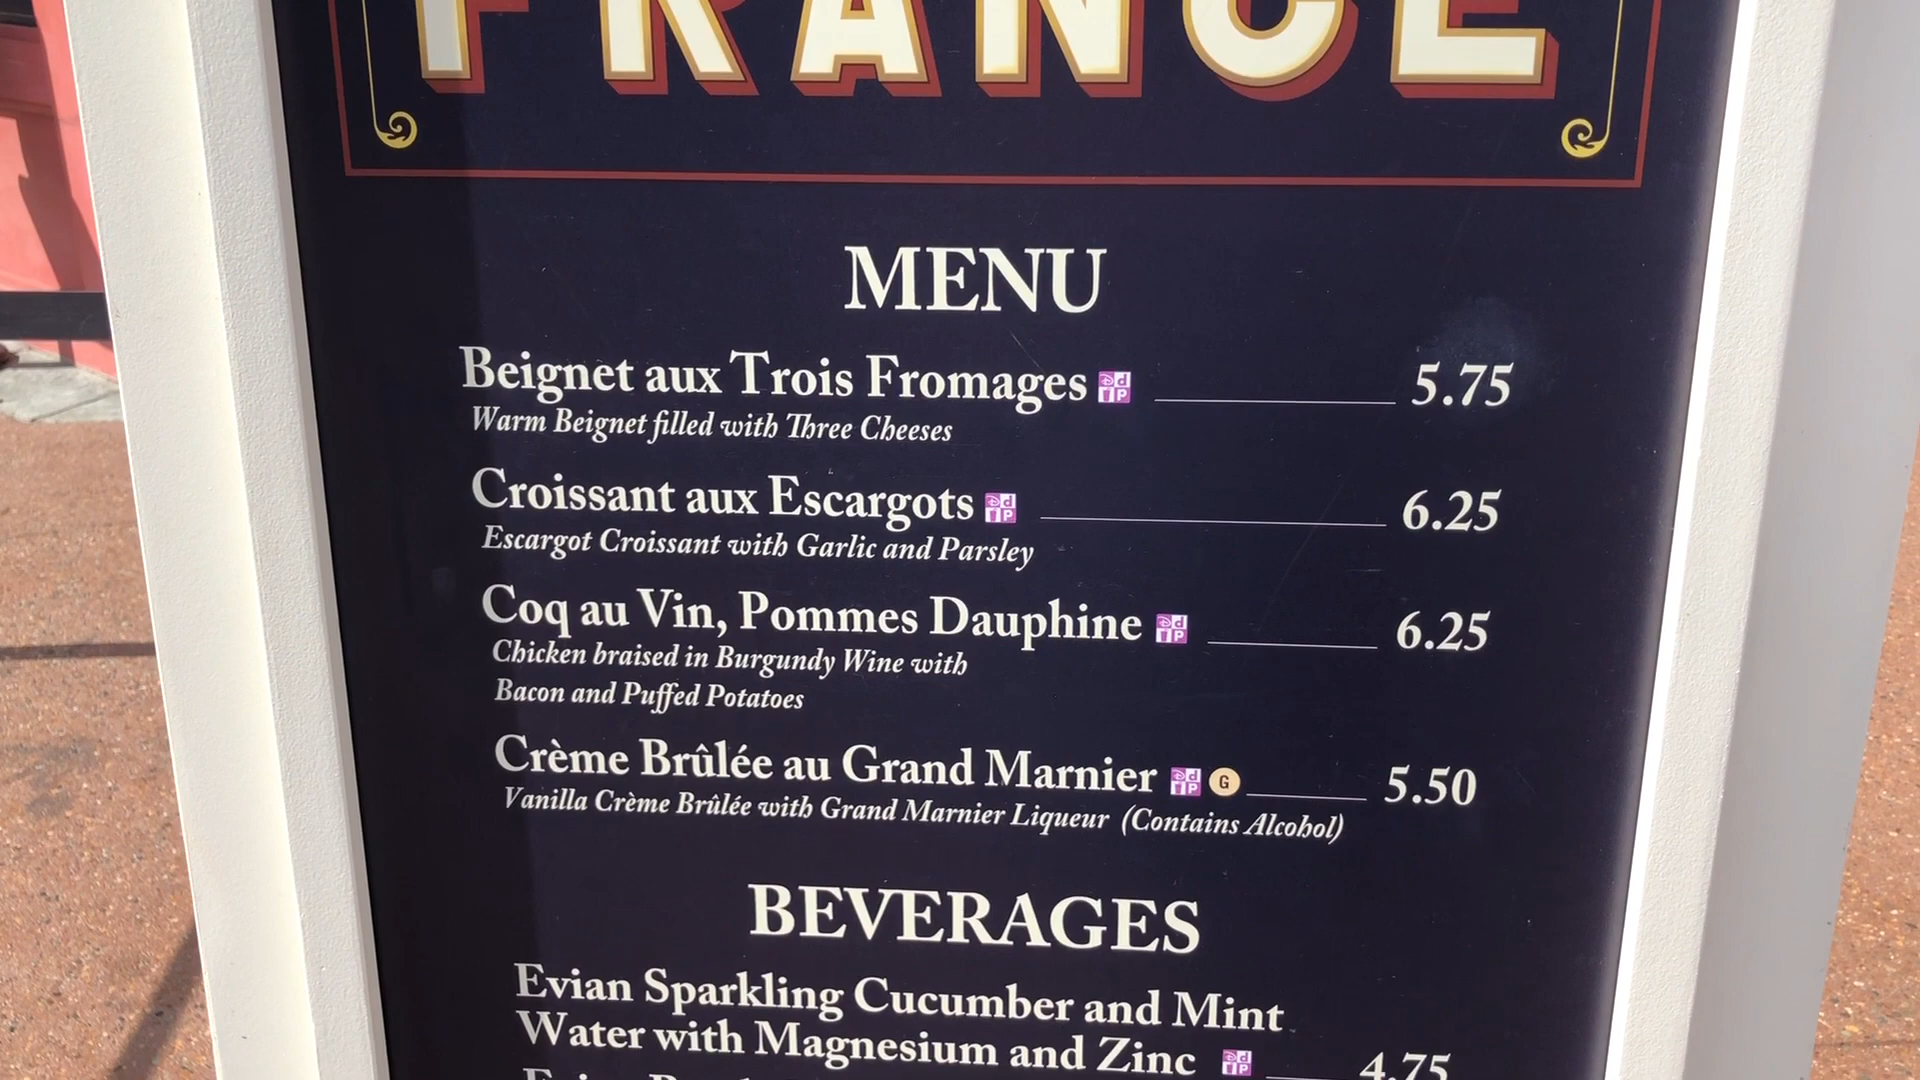 FRANCE
MENU
Beignet aux Trois Fromages 5.75
Warm Beignet filled with Three Cheeses
Croissant aux Escargots 6.25
Escargot Croissant with Garlic and Parsley
Coq au Vin, Pommes Dauphine 6.25
Chicken braised in Burgundy Wine with
Bacon and Puffed Potatoes
Crème Brûlée au Grand Marnier G 5.50
Vanilla Crème Brûlée with Grand Marnier Liqueur (Contains Alcohol)
BEVERAGES
Evian Sparkling Cucumber and Mint
Water with Magnesium and Zinc 4.75